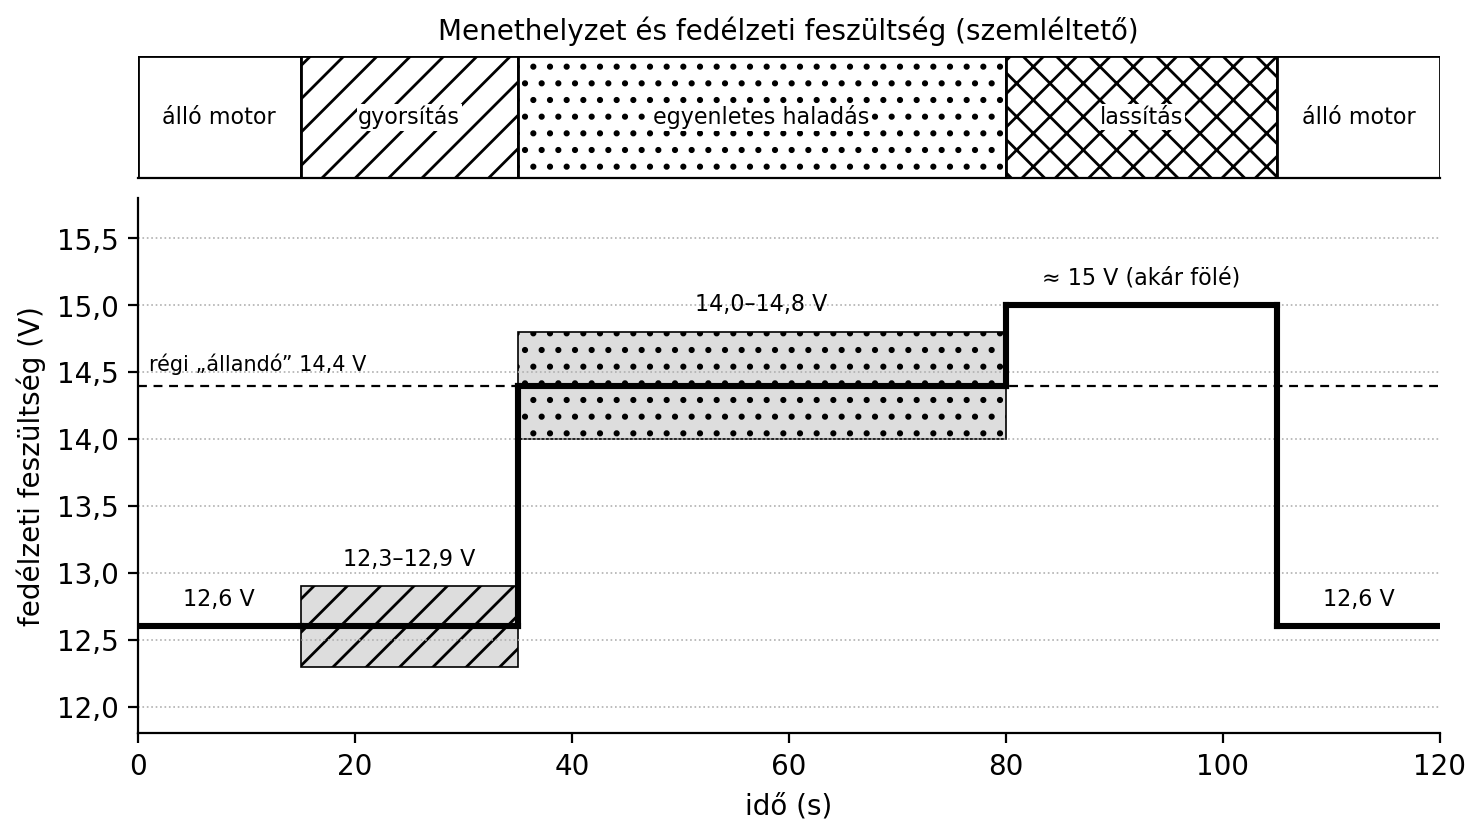 Menethelyzet és fedélzeti feszültség (szemléltető)
álló motor
gyorsítás
egyenletes haladás
lassítás
álló motor
fedélzeti feszültség (V)
15,5
15,0
14,5
14,0
13,5
13,0
12,5
12,0
≈ 15 V (akár fölé)
14,0–14,8 V
régi „állandó” 14,4 V
12,3–12,9 V
12,6 V
12,6 V
0
20
40
60
80
100
120
idő (s)